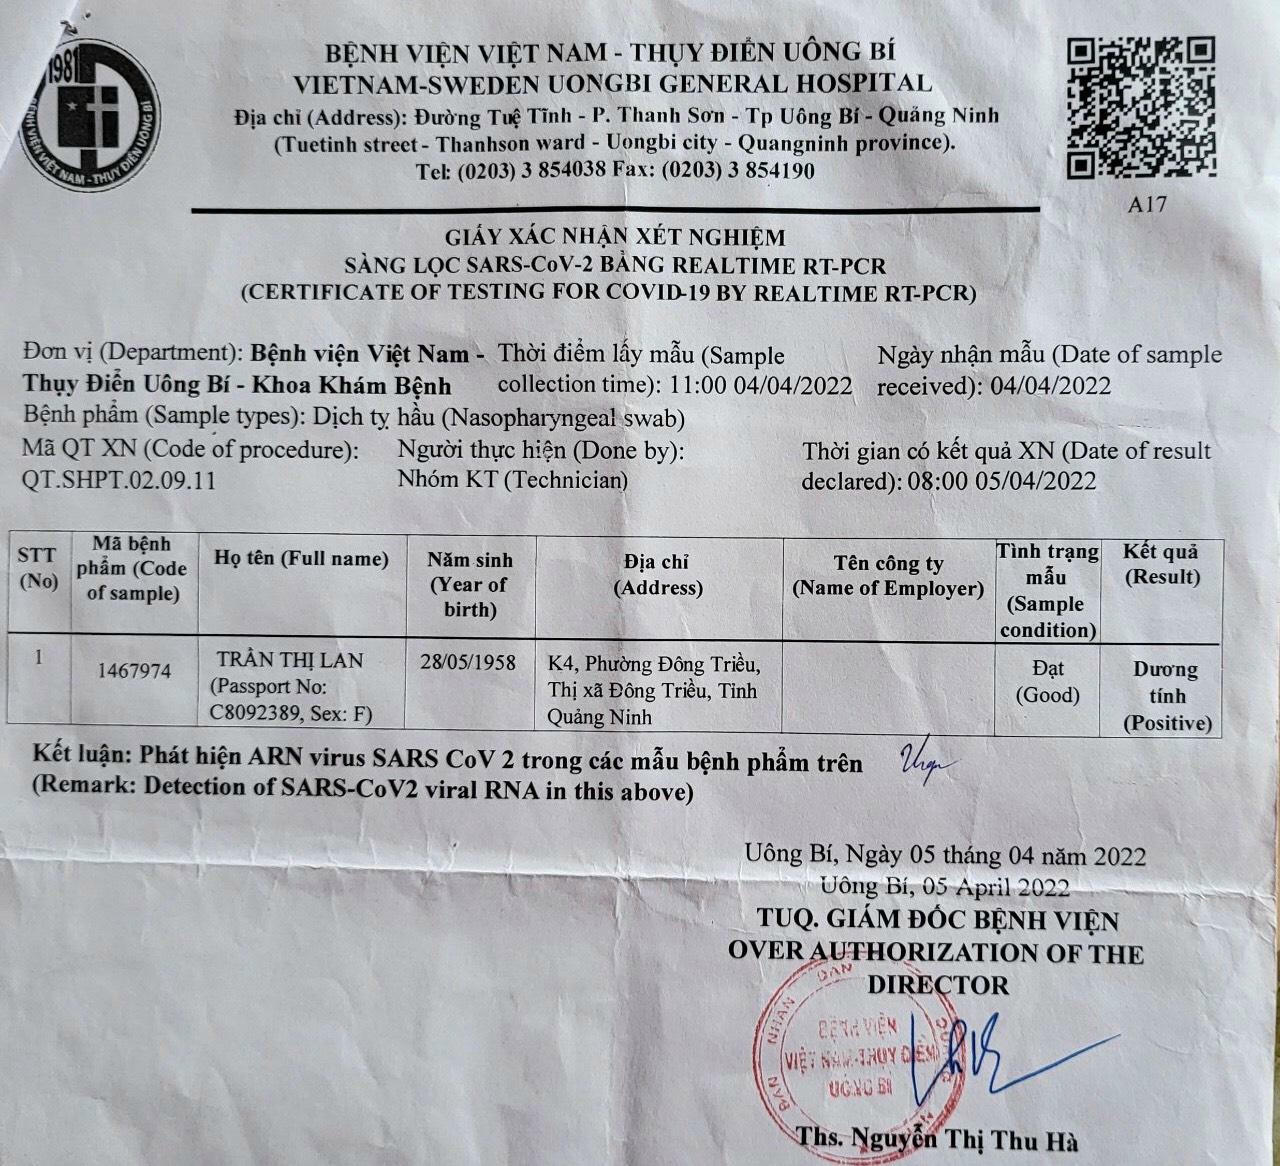 1981
BỆNH VIỆN VIỆT NAM - THỤY ĐIỂN UÔNG BÍ
BỆNH VIỆN VIỆT NAM - THỤY ĐIỂN UÔNG BÍ
VIETNAM-SWEDEN UONGBI GENERAL HOSPITAL
Địa chỉ (Address): Đường Tuệ Tĩnh - P. Thanh Sơn - Tp Uông Bí - Quảng Ninh
(Tuetinh street - Thanhson ward - Uongbi city - Quangninh province).
Tel: (0203) 3 854038 Fax: (0203) 3 854190
A17
GIẤY XÁC NHẬN XÉT NGHIỆM
SÀNG LỌC SARS-CoV-2 BẰNG REALTIME RT-PCR
(CERTIFICATE OF TESTING FOR COVID-19 BY REALTIME RT-PCR)
Đơn vị (Department): Bệnh viện Việt Nam - Thụy Điển Uông Bí - Khoa Khám Bệnh
Thời điểm lấy mẫu (Sample collection time): 11:00 04/04/2022
Ngày nhận mẫu (Date of sample received): 04/04/2022
Bệnh phẩm (Sample types): Dịch tỵ hầu (Nasopharyngeal swab)
Mã QT XN (Code of procedure): QT.SHPT.02.09.11
Người thực hiện (Done by): Nhóm KT (Technician)
Thời gian có kết quả XN (Date of result declared): 08:00 05/04/2022
STT (No) Mã bệnh phẩm (Code of sample) Họ tên (Full name) Năm sinh (Year of birth) Địa chỉ (Address) Tên công ty (Name of Employer) Tình trạng mẫu (Sample condition) Kết quả (Result)
1 1467974 TRẦN THỊ LAN (Passport No: C8092389, Sex: F) 28/05/1958 K4, Phường Đông Triều, Thị xã Đông Triều, Tỉnh Quảng Ninh Đạt (Good) Dương tính (Positive)
Kết luận: Phát hiện ARN virus SARS CoV 2 trong các mẫu bệnh phẩm trên
(Remark: Detection of SARS-CoV2 viral RNA in this above)
Uông Bí, Ngày 05 tháng 04 năm 2022
Uông Bí, 05 April 2022
TUQ. GIÁM ĐỐC BỆNH VIỆN
OVER AUTHORIZATION OF THE
DIRECTOR
BỆNH VIỆN
VIỆT NAM-THỤY ĐIỂN
UÔNG BÍ
Ths. Nguyễn Thị Thu Hà